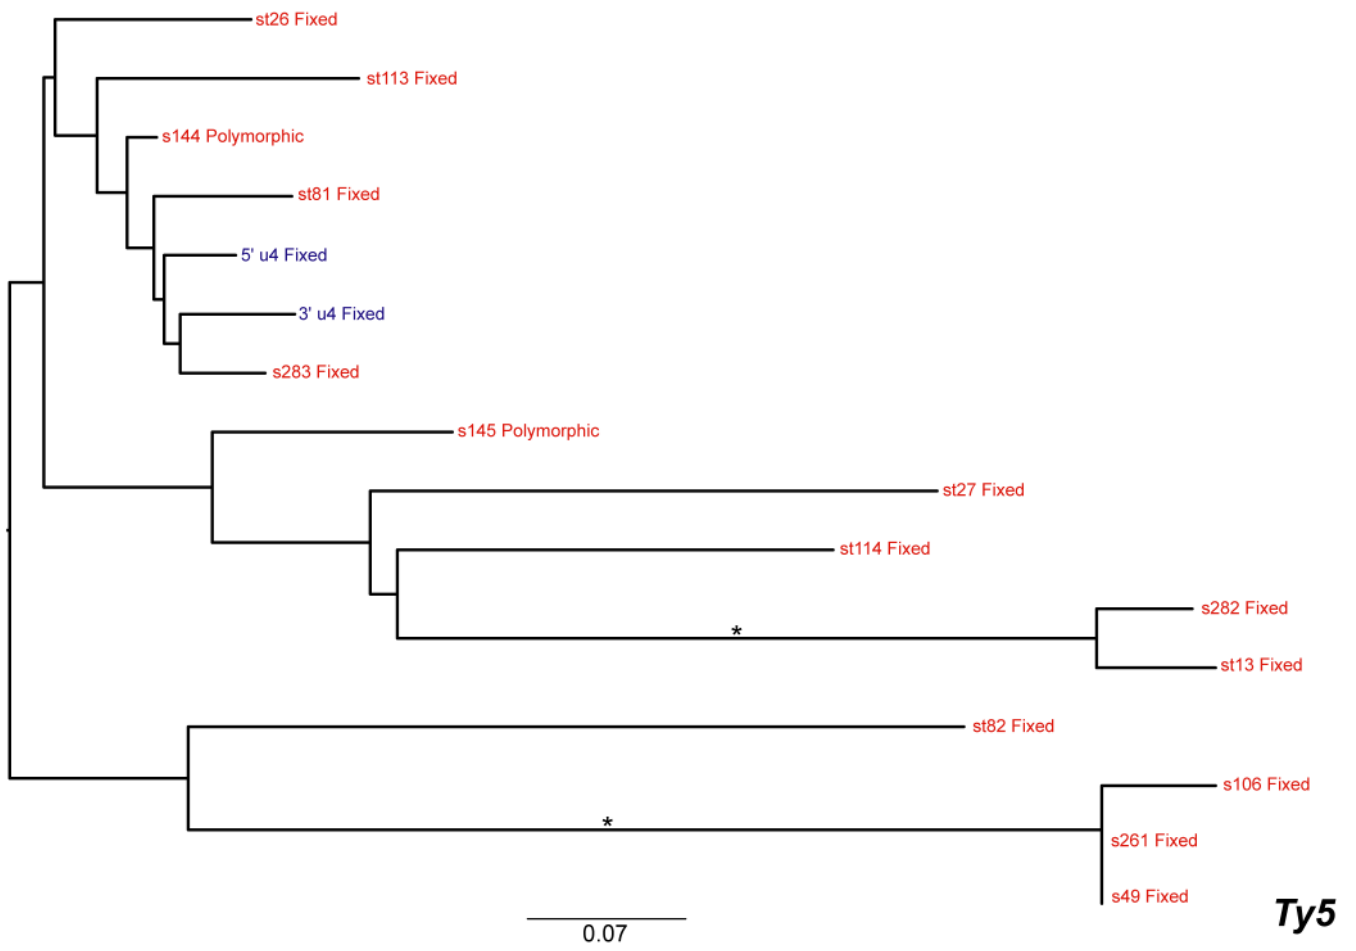 st26 Fixed
st113 Fixed
s144 Polymorphic
st81 Fixed
5' u4 Fixed
3' u4 Fixed
s283 Fixed
s145 Polymorphic
st27 Fixed
st114 Fixed
s282 Fixed
*
st13 Fixed
st82 Fixed
s106 Fixed
*
s261 Fixed
s49 Fixed
Ty5
0.07